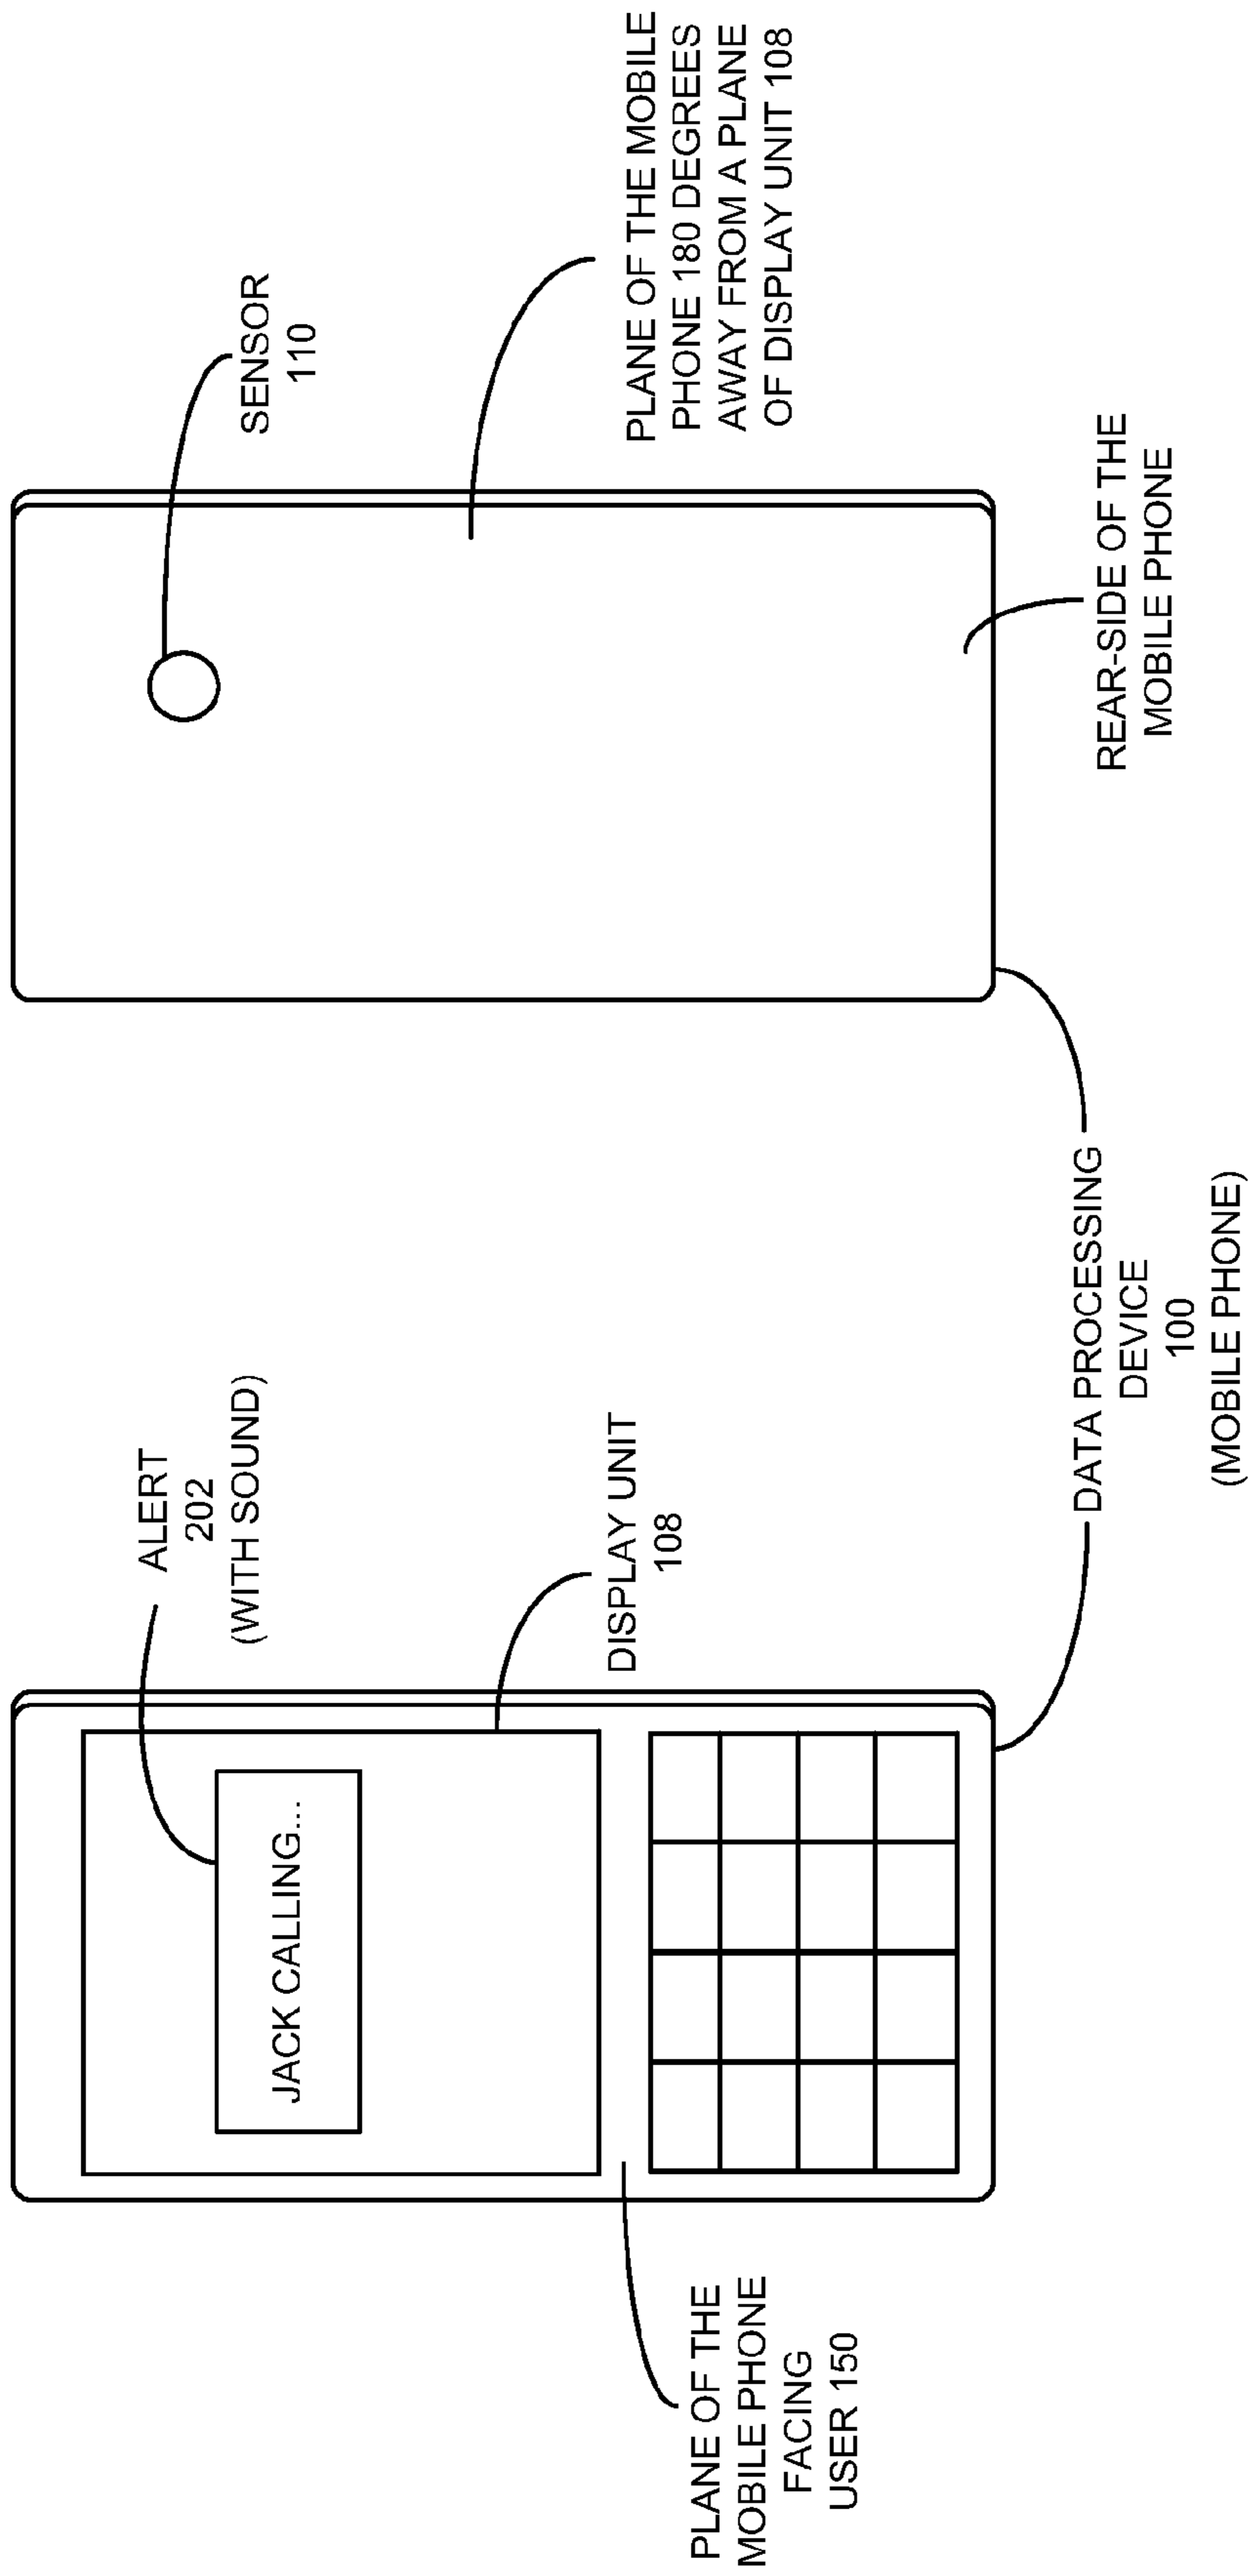 ALERT
202
(WITH SOUND)
JACK CALLING...
DISPLAY UNIT
108
PLANE OF THE
MOBILE PHONE
FACING
USER 150
DATA PROCESSING
DEVICE
100
(MOBILE PHONE)
SENSOR
110
PLANE OF THE MOBILE
PHONE 180 DEGREES
AWAY FROM A PLANE
OF DISPLAY UNIT 108
REAR-SIDE OF THE
MOBILE PHONE